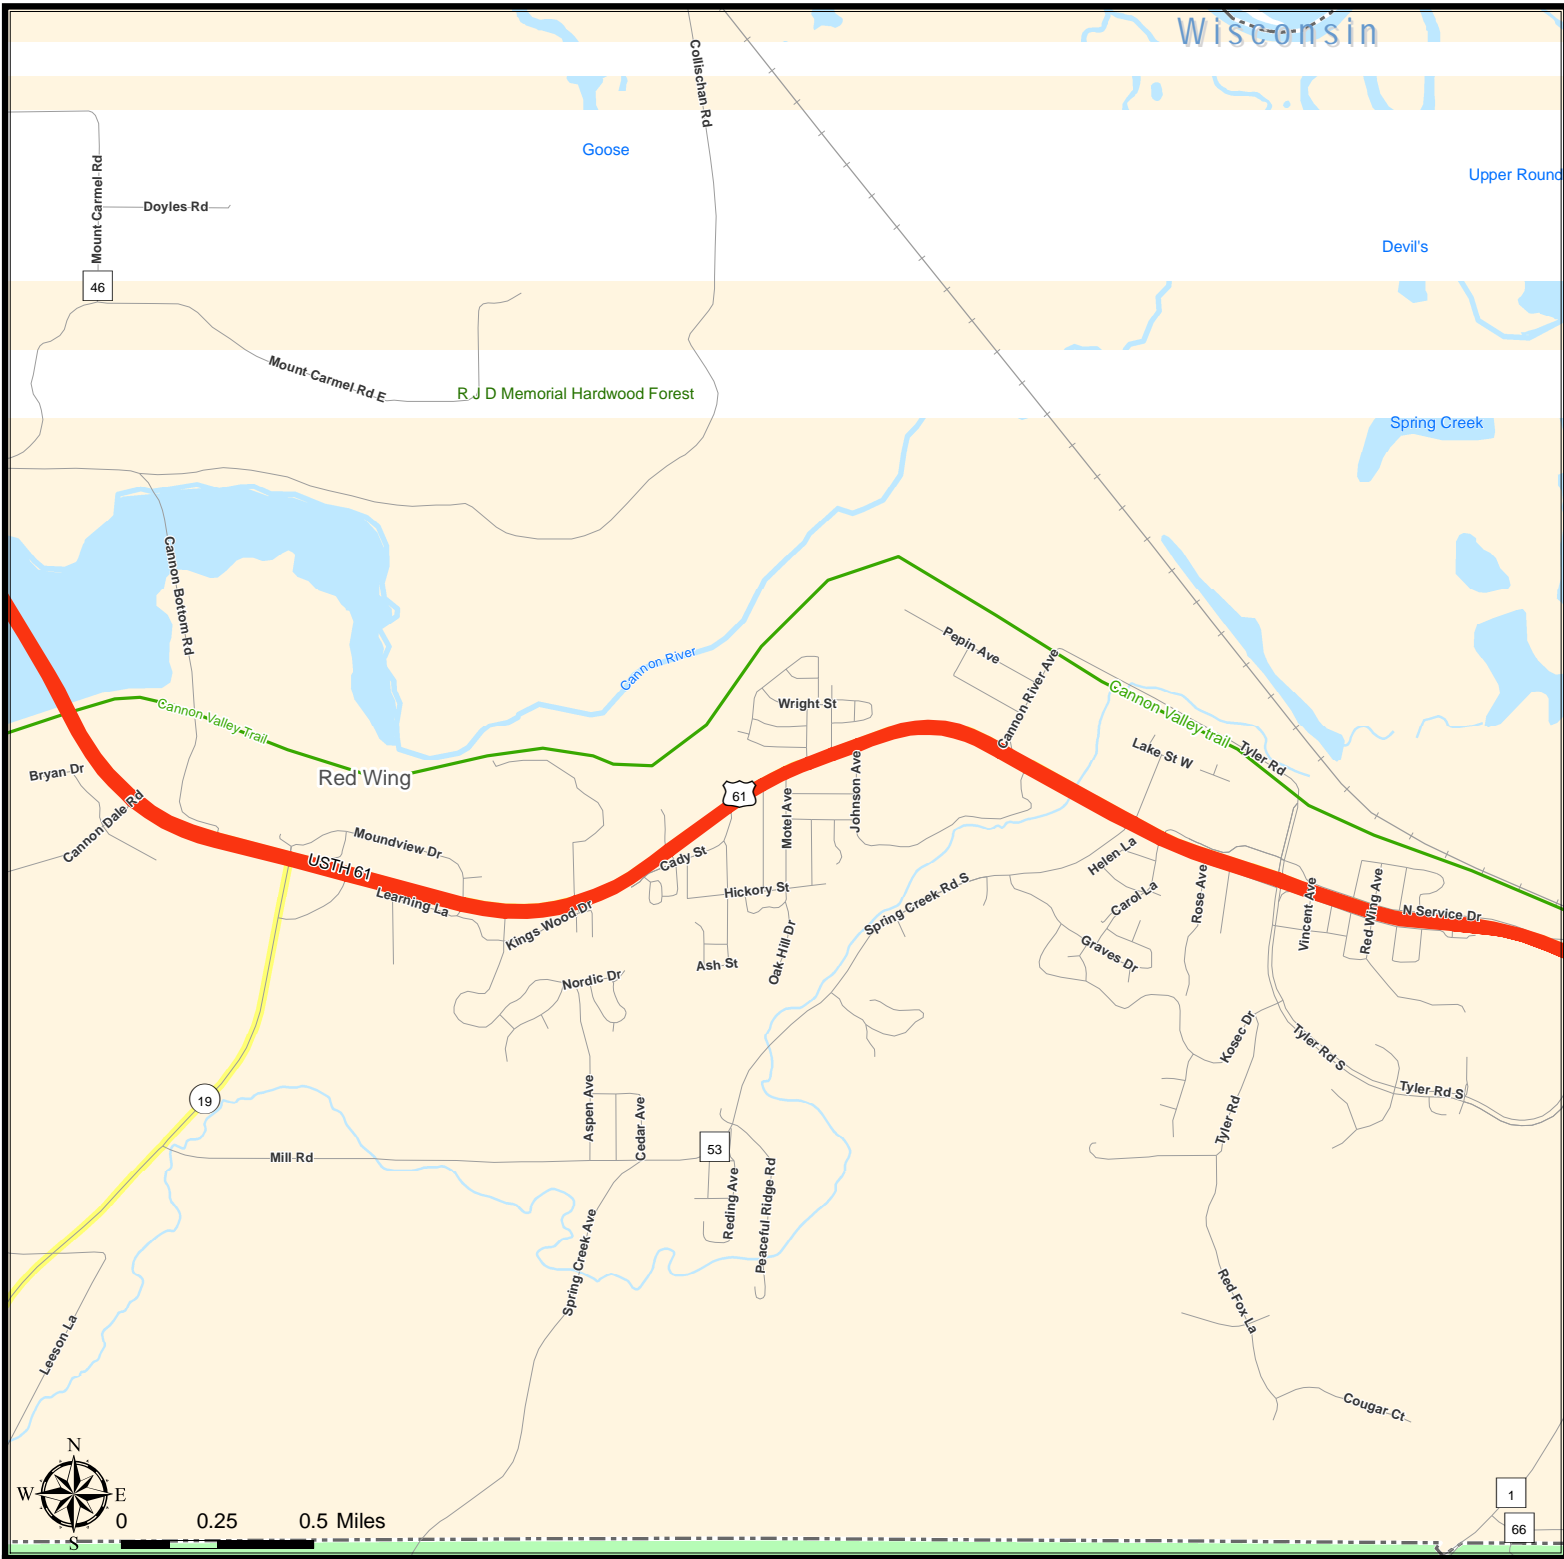 Wisconsin
Collischan Rd
Goose
Upper Round
Mount Carmel Rd
Doyles Rd
Devil's
46
Mount Carmel Rd E
R J D Memorial Hardwood Forest
Spring Creek
Cannon Bottom Rd
Cannon River
Pepin Ave
Cannon River Ave
Cannon Valley Trail
Cannon Valley trail
Wright St
Tyler Rd
Lake St W
Bryan Dr
Red Wing
61
Cannon Dale Rd
Motel Ave
Johnson Ave
Moundview Dr
USTH 61
Cady St
Helen La
Learning La
Hickory St
Spring Creek Rd S
Carol La
Rose Ave
Vincent Ave
Red Wing Ave
N Service Dr
Kings Wood Dr
Oak Hill Dr
Graves Dr
Ash St
Nordic Dr
Kosec Dr
Tyler Rd S
Tyler Rd S
19
Aspen Ave
Cedar Ave
Tyler Rd
53
Mill Rd
Reding Ave
Peaceful Ridge Rd
Spring Creek Ave
Red Fox La
Leeson La
Cougar Ct
N
W
E
S
0 0.25 0.5 Miles
1
66